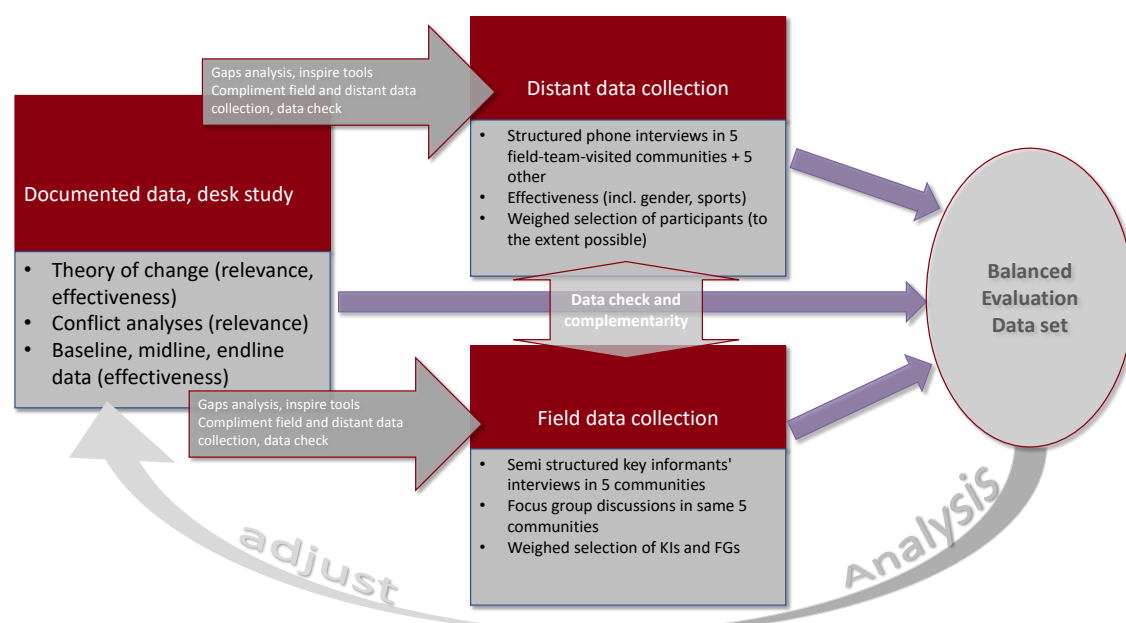 Gaps analysis, inspire tools
Compliment field and distant data
collection, data check
Distant data collection
• Structured phone interviews in 5
field-team-visited communities + 5
other
• Effectiveness (incl. gender, sports)
• Weighed selection of participants (to
the extent possible)
Documented data, desk study
• Theory of change (relevance,
effectiveness)
• Conflict analyses (relevance)
• Baseline, midline, endline
data (effectiveness)
Data check and
complementarity
Balanced
Evaluation
Data set
Gaps analysis, inspire tools
Compliment field and distant data
collection, data check
Field data collection
• Semi structured key informants'
interviews in 5 communities
• Focus group discussions in same 5
communities
• Weighed selection of KIs and FGs
adjust
Analysis